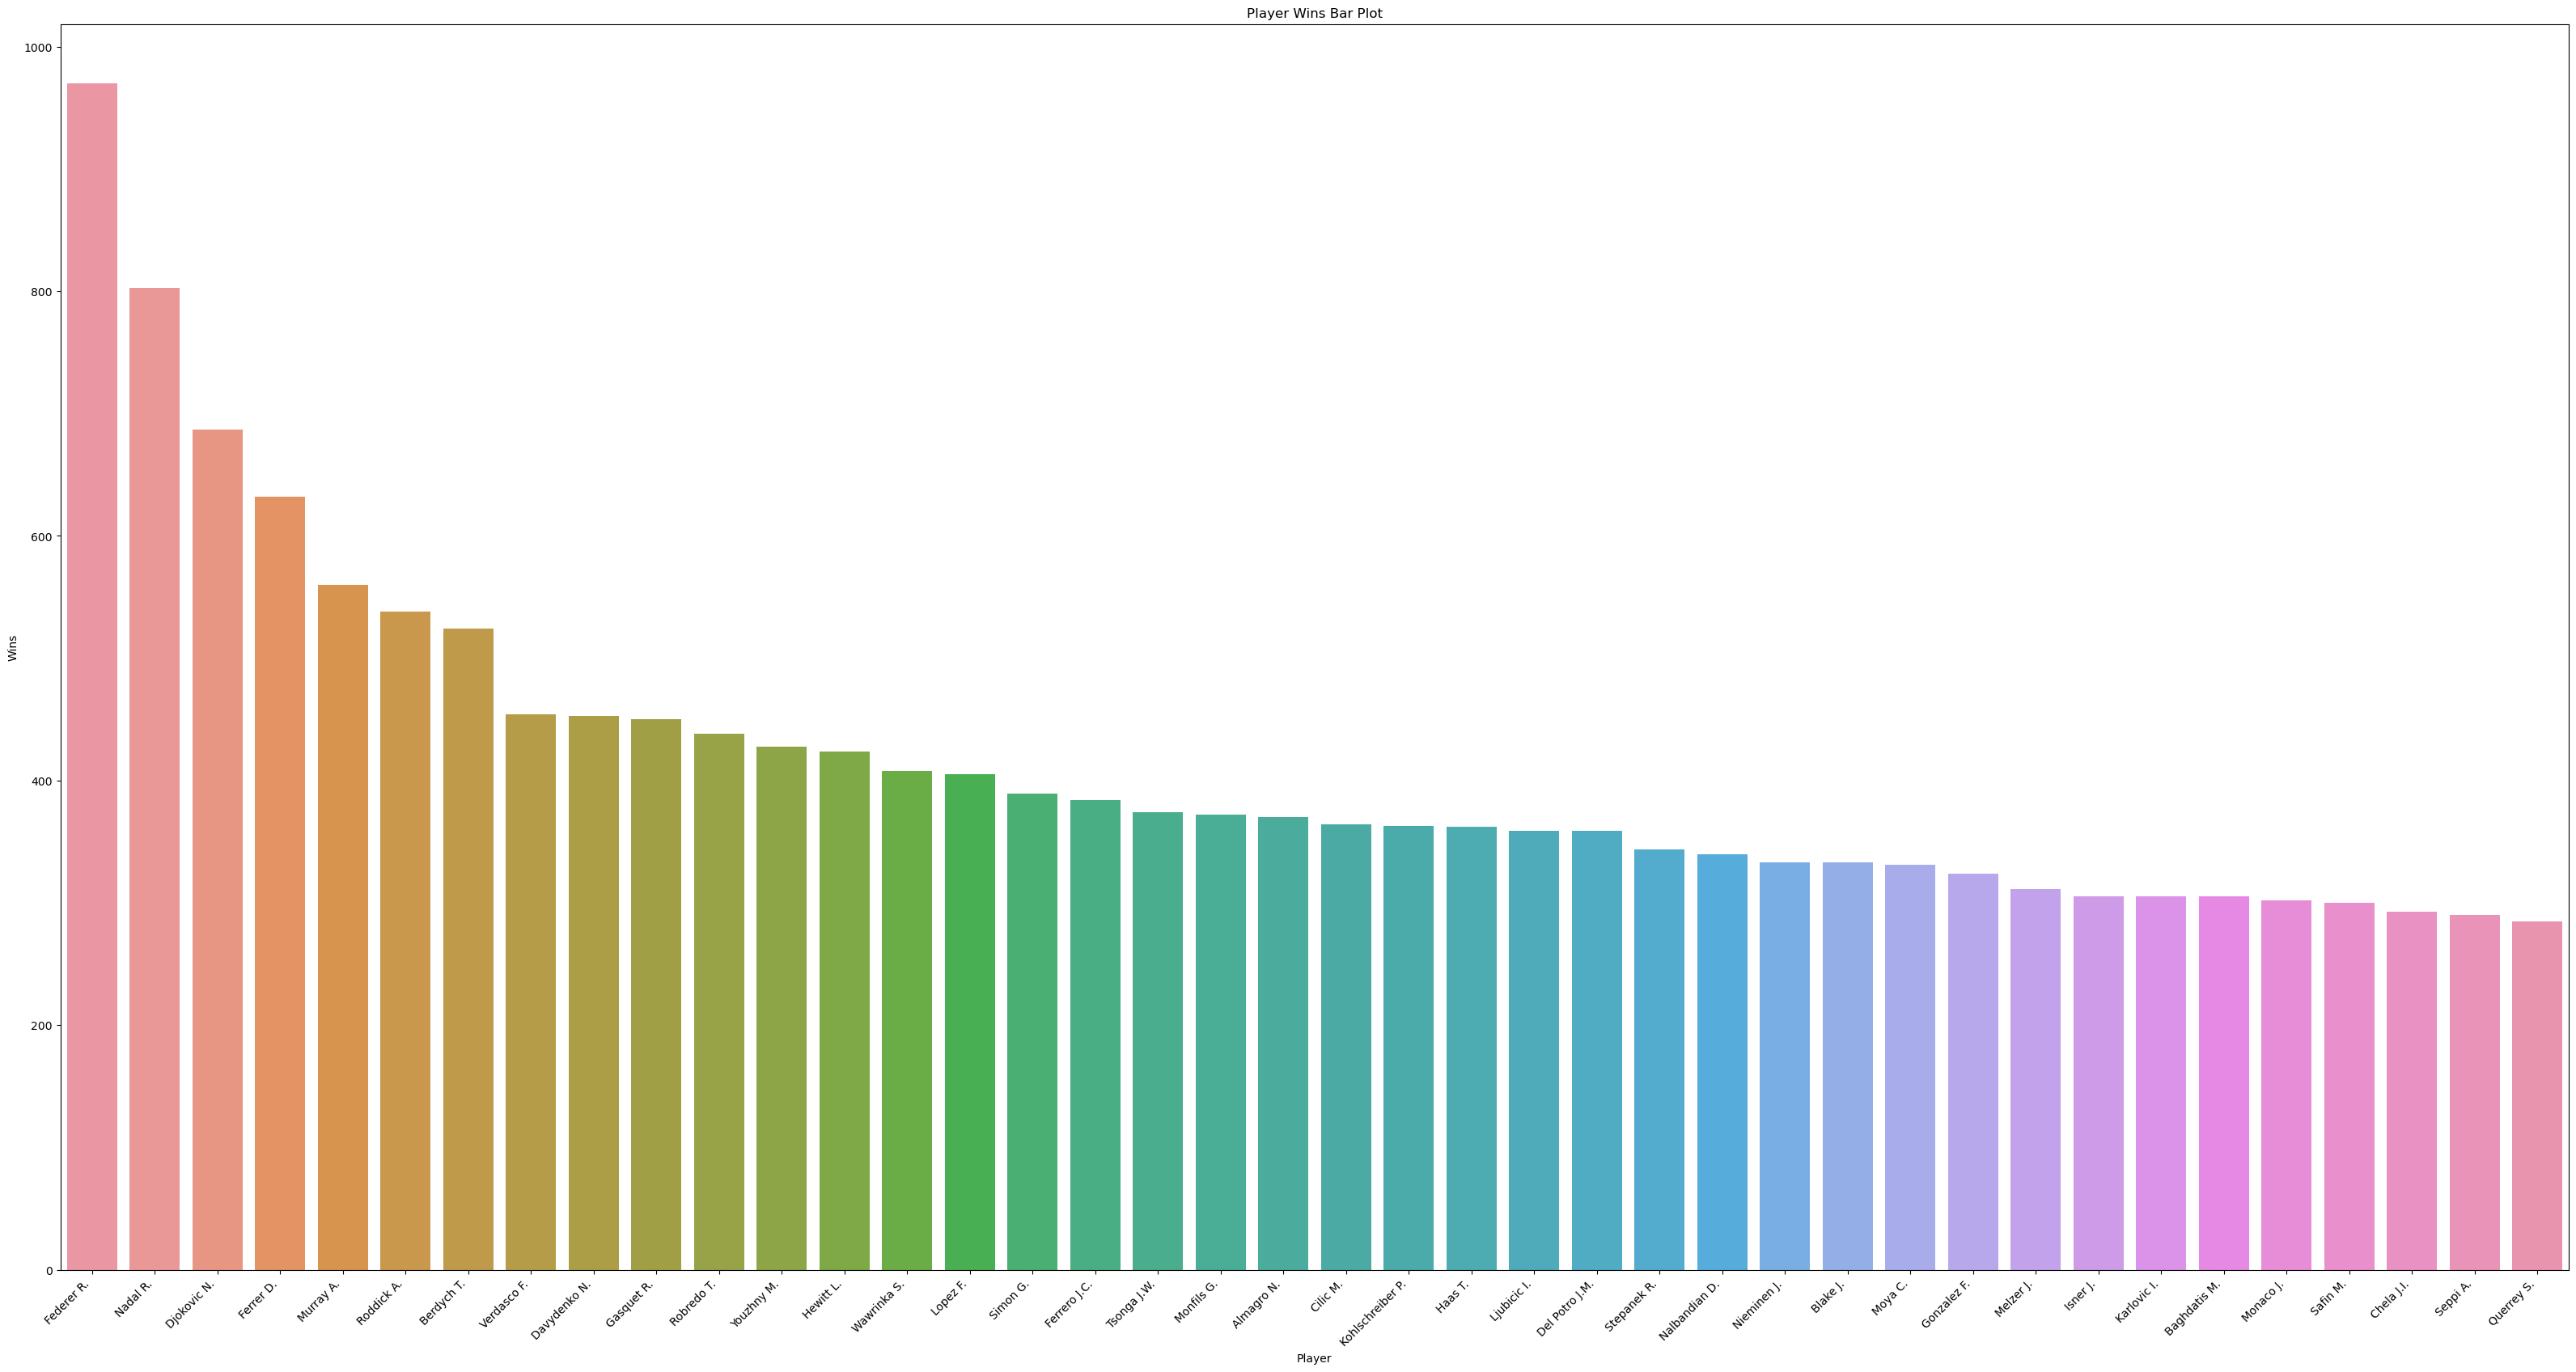 Player Wins Bar Plot
1000
800
600
400
200
0
Wins
Federer R.
Nadal R.
Djokovic N.
Ferrer D.
Murray A.
Roddick A.
Berdych T.
Verdasco F.
Davydenko N.
Gasquet R.
Robredo T.
Youzhny M.
Hewitt L.
Wawrinka S.
Lopez F.
Simon G.
Ferrero J.C.
Tsonga J.W.
Monfils G.
Almagro N.
Cilic M.
Kohlschreiber P.
Haas T.
Ljubicic I.
Del Potro J.M.
Stepanek R.
Nalbandian D.
Nieminen J.
Blake J.
Moya C.
Gonzalez F.
Melzer J.
Isner J.
Karlovic I.
Baghdatis M.
Monaco J.
Safin M.
Chela J.I.
Seppi A.
Querrey S.
Player